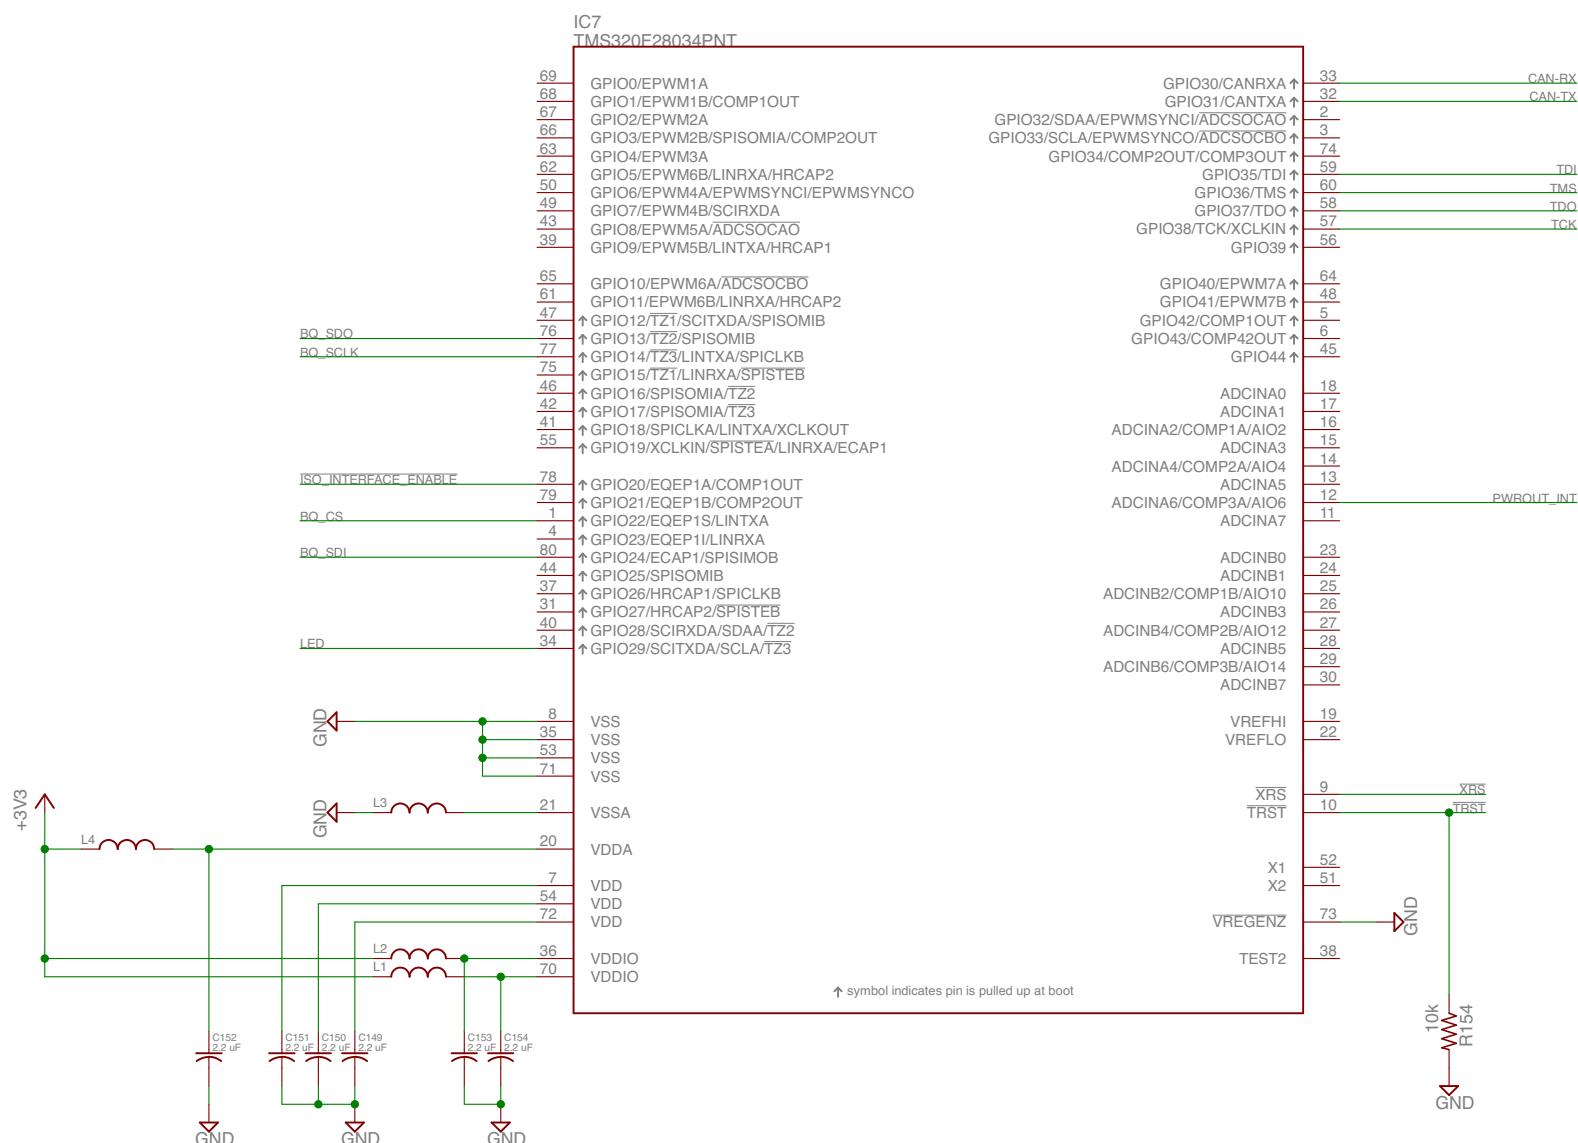 IC7
TMS320F28034PNT
69 GPIO0/EPWM1A
68 GPIO1/EPWM1B/COMP1OUT
67 GPIO2/EPWM2A
66 GPIO3/EPWM2B/SPISOMIA/COMP2OUT
63 GPIO4/EPWM3A
62 GPIO5/EPWM6B/LINRXA/HRCAP2
50 GPIO6/EPWM4A/EPWMSYNCI/EPWMSYNCO
49 GPIO7/EPWM4B/SCIRXDA
43 GPIO8/EPWM5A/ADCSOCAO
39 GPIO9/EPWM5B/LINTXA/HRCAP1
65 GPIO10/EPWM6A/ADCSOCBO
61 GPIO11/EPWM6B/LINRXA/HRCAP2
47 ↑ GPIO12/TZ1/SCITXDA/SPISOMIB
BQ_SDO 76 ↑ GPIO13/TZ2/SPISOMIB
BQ_SCLK 77 ↑ GPIO14/TZ3/LINTXA/SPICLKB
75 ↑ GPIO15/TZ1/LINRXA/SPISTEB
46 ↑ GPIO16/SPISOMIA/TZ2
42 ↑ GPIO17/SPISOMIA/TZ3
41 ↑ GPIO18/SPICLKA/LINTXA/XCLKOUT
55 ↑ GPIO19/XCLKIN/SPISTEA/LINRXA/ECAP1
ISO_INTERFACE_ENABLE 78 ↑ GPIO20/EQEP1A/COMP1OUT
79 ↑ GPIO21/EQEP1B/COMP2OUT
BQ_CS 1 ↑ GPIO22/EQEP1S/LINTXA
4 ↑ GPIO23/EQEP1I/LINRXA
BQ_SDI 80 ↑ GPIO24/ECAP1/SPISIMOB
44 ↑ GPIO25/SPISOMIB
37 ↑ GPIO26/HRCAP1/SPICLKB
31 ↑ GPIO27/HRCAP2/SPISTEB
40 ↑ GPIO28/SCIRXDA/SDAA/TZ2
LED 34 ↑ GPIO29/SCITXDA/SCLA/TZ3
GND 8 VSS
35 VSS
53 VSS
71 VSS
GND L3 21 VSSA
+3V3
L4 20 VDDA
7 VDD
54 VDD
72 VDD
L2 36 VDDIO
L1 70 VDDIO
GPIO30/CANRXA ↑ 33 CAN-RX
GPIO31/CANTXA ↑ 32 CAN-TX
GPIO32/SDAA/EPWMSYNCI/ADCSOCAO ↑ 2
GPIO33/SCLA/EPWMSYNCO/ADCSOCBO ↑ 3
GPIO34/COMP2OUT/COMP3OUT ↑ 74
GPIO35/TDI ↑ 59 TDI
GPIO36/TMS ↑ 60 TMS
GPIO37/TDO ↑ 58 TDO
GPIO38/TCK/XCLKIN ↑ 57 TCK
GPIO39 ↑ 56
GPIO40/EPWM7A ↑ 64
GPIO41/EPWM7B ↑ 48
GPIO42/COMP1OUT ↑ 5
GPIO43/COMP42OUT ↑ 6
GPIO44 ↑ 45
ADCINA0 18
ADCINA1 17
ADCINA2/COMP1A/AIO2 16
ADCINA3 15
ADCINA4/COMP2A/AIO4 14
ADCINA5 13
ADCINA6/COMP3A/AIO6 12 PWROUT_INT
ADCINA7 11
ADCINB0 23
ADCINB1 24
ADCINB2/COMP1B/AIO10 25
ADCINB3 26
ADCINB4/COMP2B/AIO12 27
ADCINB5 28
ADCINB6/COMP3B/AIO14 29
ADCINB7 30
VREFHI 19
VREFLO 22
XRS 9 XRS
TRST 10 TRST
X1 52
X2 51
VREGENZ 73 GND
TEST2 38
↑ symbol indicates pin is pulled up at boot
C152 C151 C150 C149 C153 C154
2.2 uF 2.2 uF 2.2 uF 2.2 uF 2.2 uF 2.2 uF
10k
R154
GND
GND GND GND